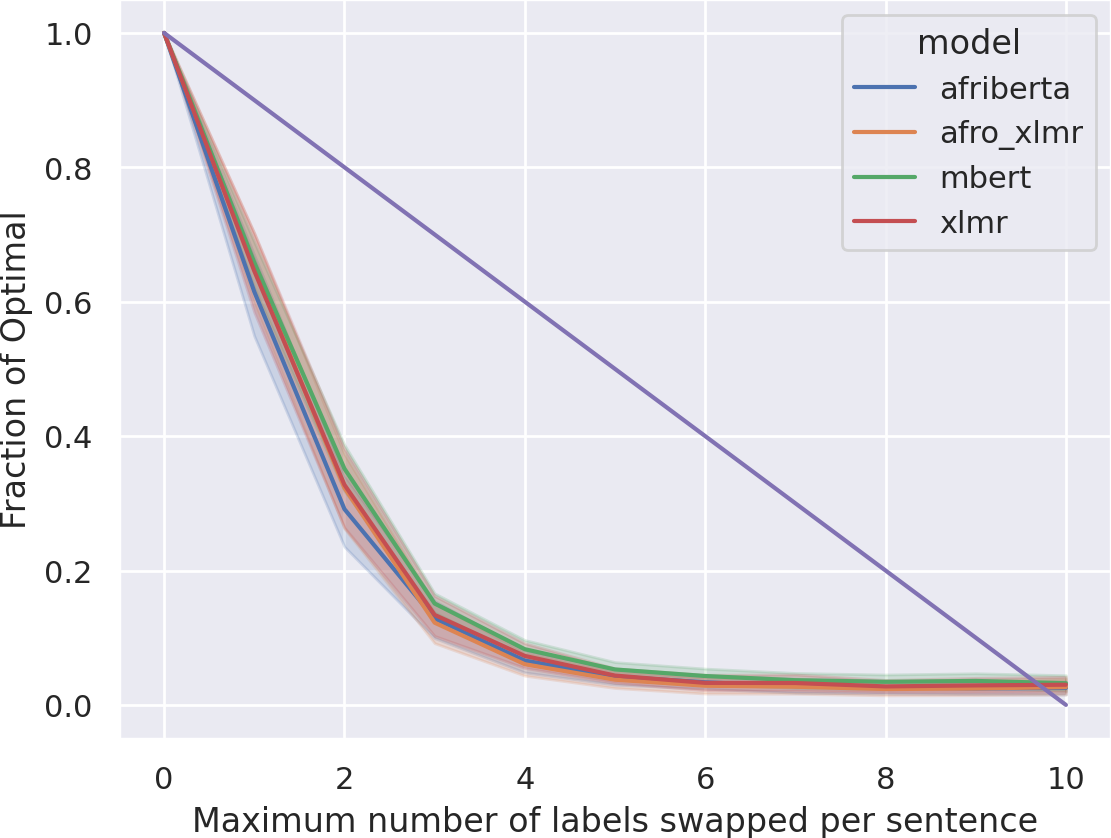 model
afriberta
afro_xlmr
mbert
xlmr
Fraction of Optimal
1.0
0.8
0.6
0.4
0.2
0.0
0 2 4 6 8 10
Maximum number of labels swapped per sentence